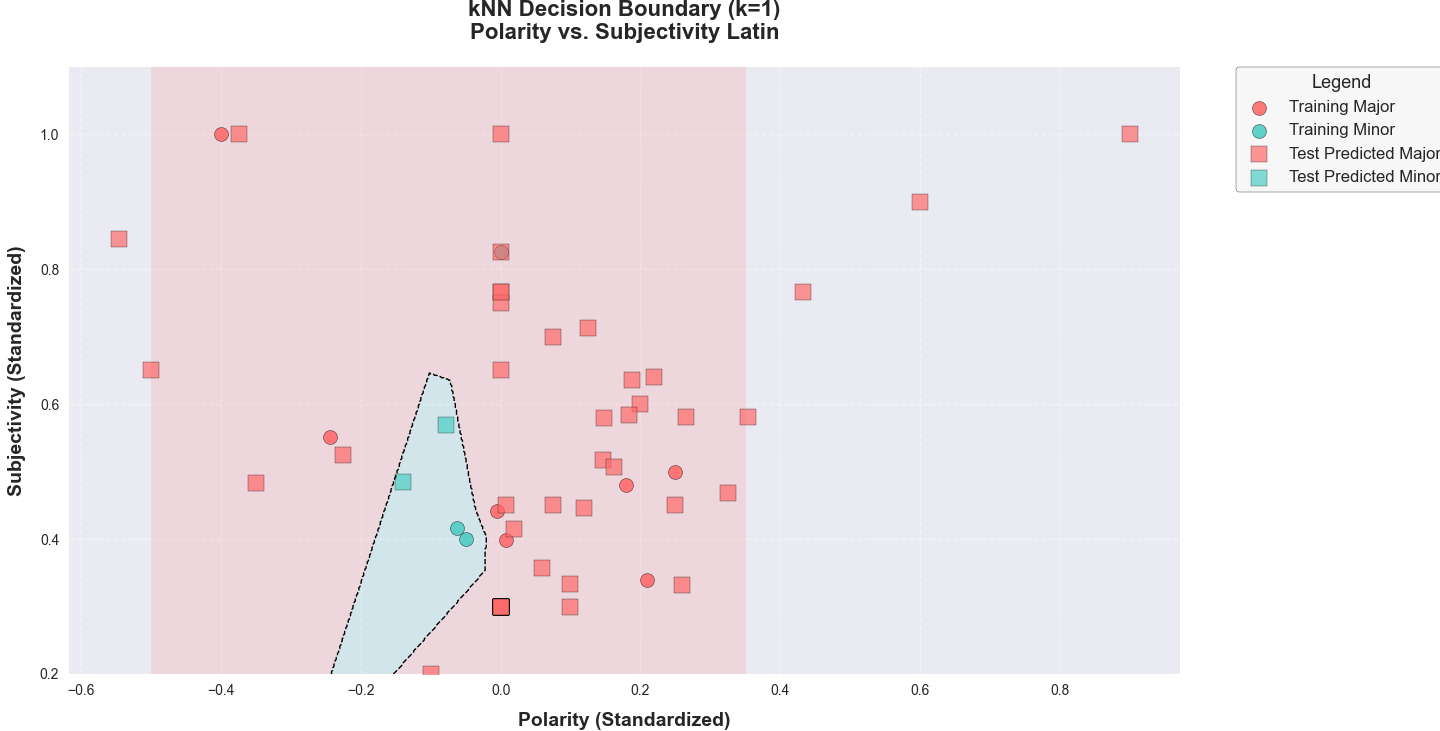 kNN Decision Boundary (k=1)
Polarity vs. Subjectivity Latin
Legend
Training Major
Training Minor
Test Predicted Major
Test Predicted Minor
Subjectivity (Standardized)
1.0
0.8
0.6
0.4
0.2
−0.6 −0.4 −0.2 0.0 0.2 0.4 0.6 0.8
Polarity (Standardized)